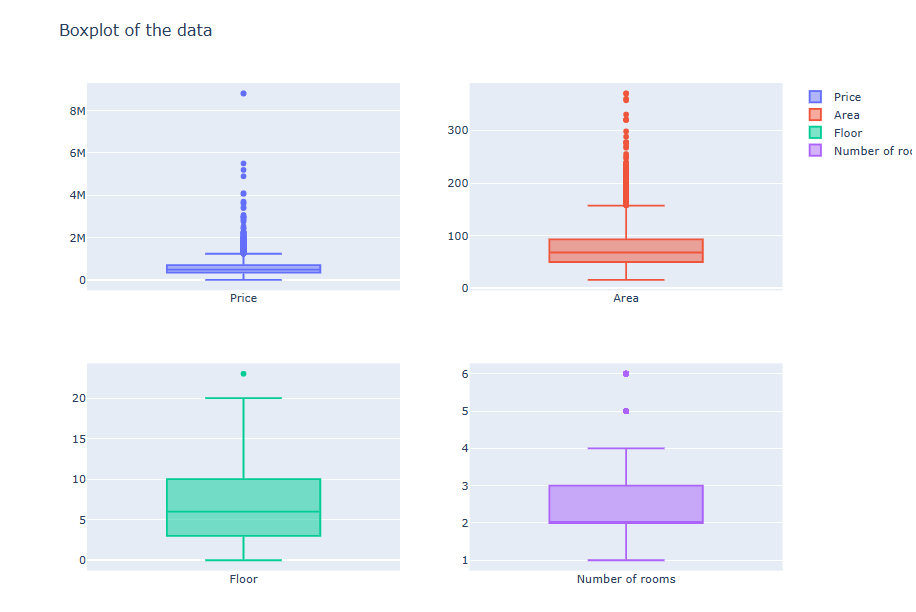 Boxplot of the data
8M
6M
4M
2M
0
Price
300
200
100
0
Area
Price
Area
Floor
Number of roo
20
15
10
5
0
Floor
6
5
4
3
2
1
Number of rooms